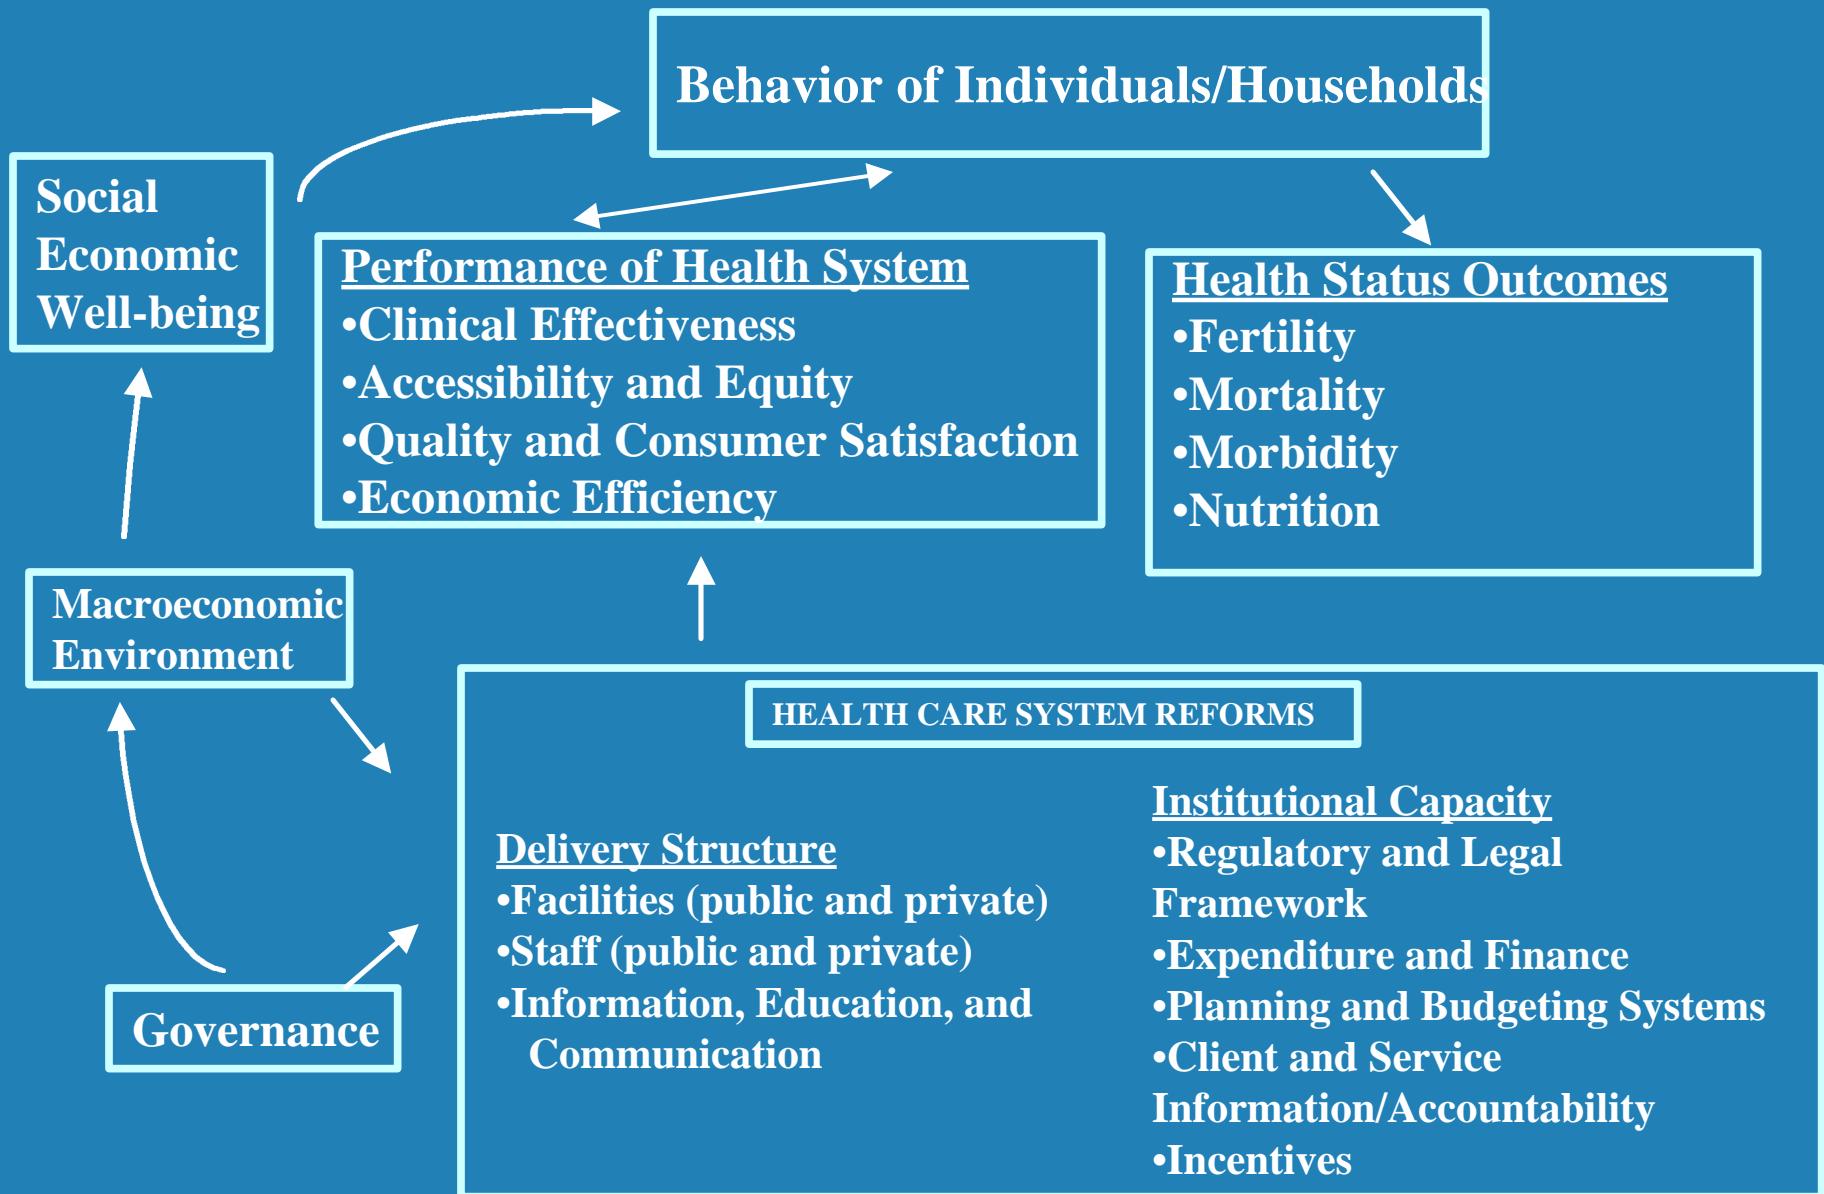 Behavior of Individuals/Households
Social
Economic
Well-being
Performance of Health System
•Clinical Effectiveness
•Accessibility and Equity
•Quality and Consumer Satisfaction
•Economic Efficiency
Health Status Outcomes
•Fertility
•Mortality
•Morbidity
•Nutrition
Macroeconomic
Environment
HEALTH CARE SYSTEM REFORMS
Delivery Structure
•Facilities (public and private)
•Staff (public and private)
•Information, Education, and
Communication
Institutional Capacity
•Regulatory and Legal
Framework
•Expenditure and Finance
•Planning and Budgeting Systems
•Client and Service
Information/Accountability
•Incentives
Governance